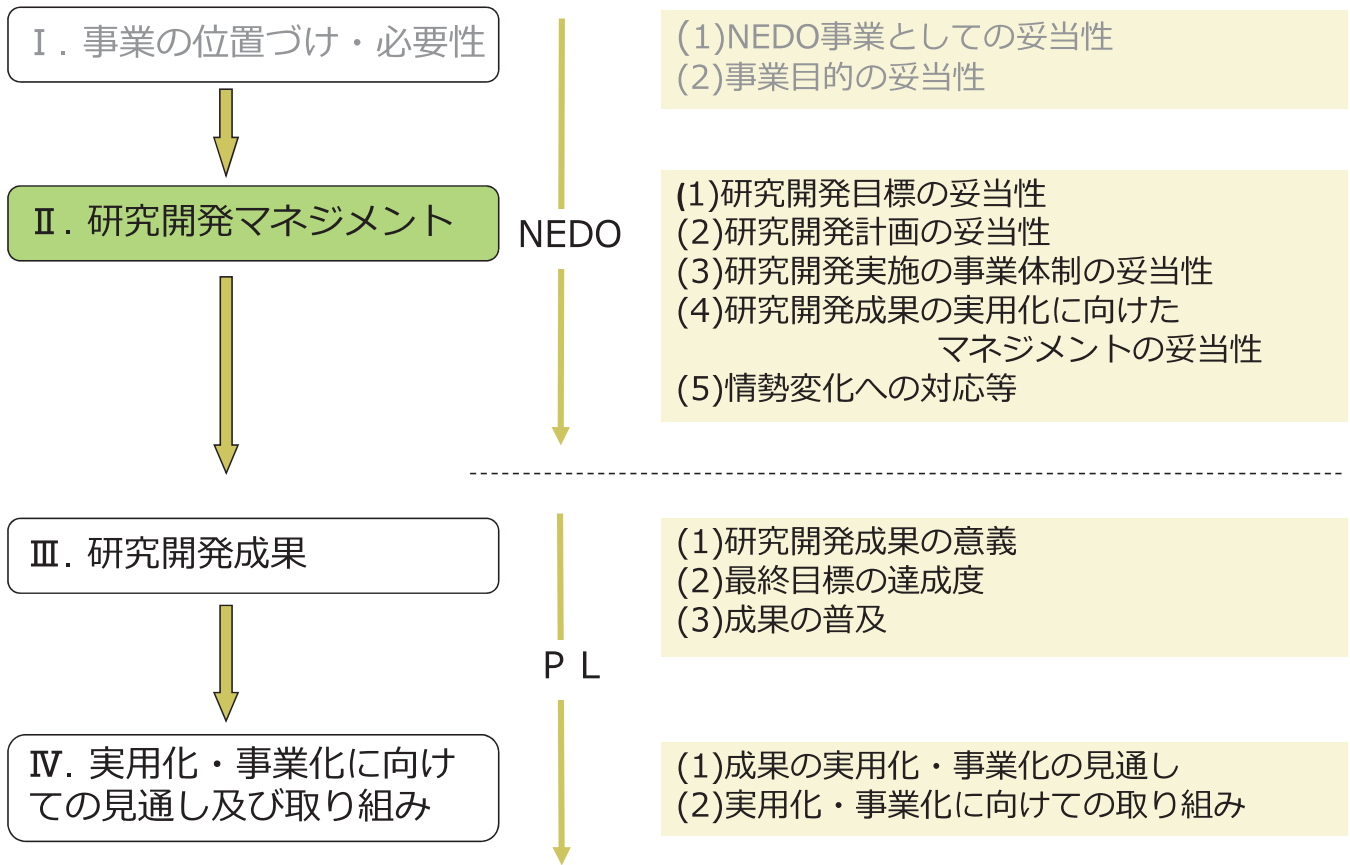 Ⅰ. 事業の位置づけ・必要性
(1)NEDO事業としての妥当性
(2)事業目的の妥当性
Ⅱ. 研究開発マネジメント
NEDO
(1)研究開発目標の妥当性
(2)研究開発計画の妥当性
(3)研究開発実施の事業体制の妥当性
(4)研究開発成果の実用化に向けた
マネジメントの妥当性
(5)情勢変化への対応等
Ⅲ. 研究開発成果
(1)研究開発成果の意義
(2)最終目標の達成度
(3)成果の普及
ＰＬ
Ⅳ. 実用化・事業化に向け
ての見通し及び取り組み
(1)成果の実用化・事業化の見通し
(2)実用化・事業化に向けての取り組み